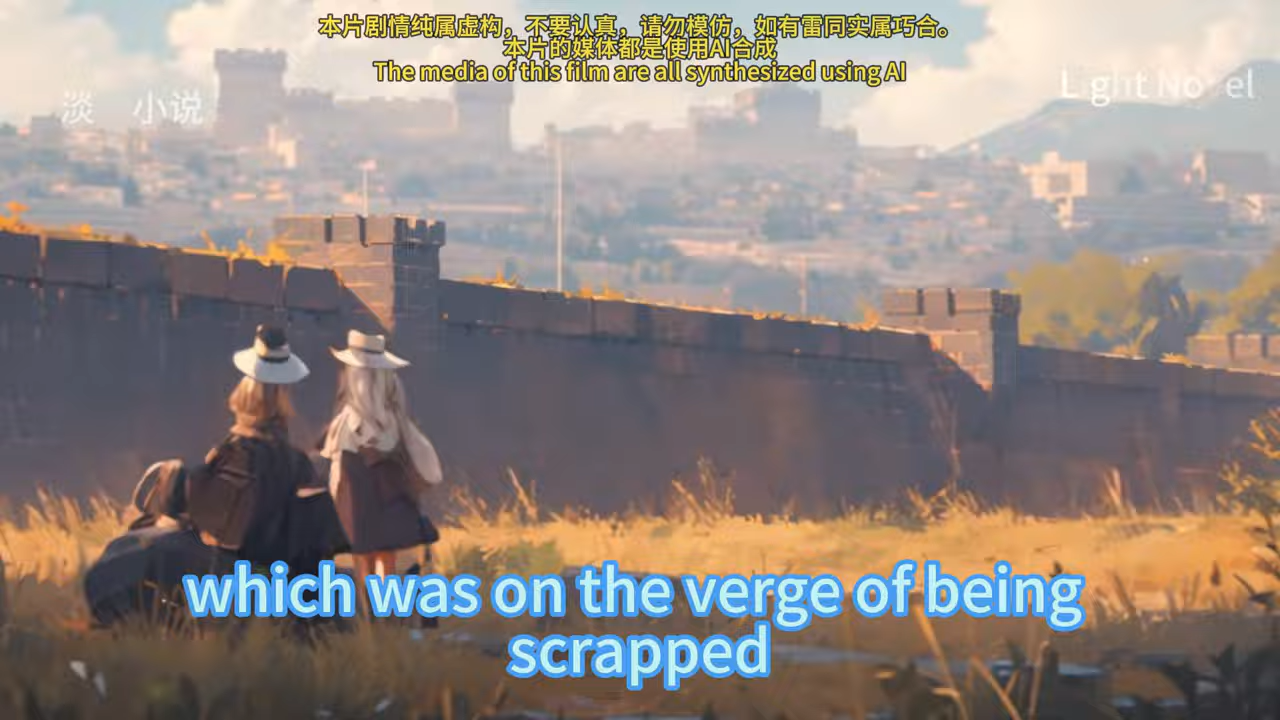 本片剧情纯属虚构，不要认真，请勿模仿，如有雷同实属巧合。
本片的媒体都是使用AI合成
The media of this film are all synthesized using AI
淡 小说
Light Novel
which was on the verge of being
scrapped